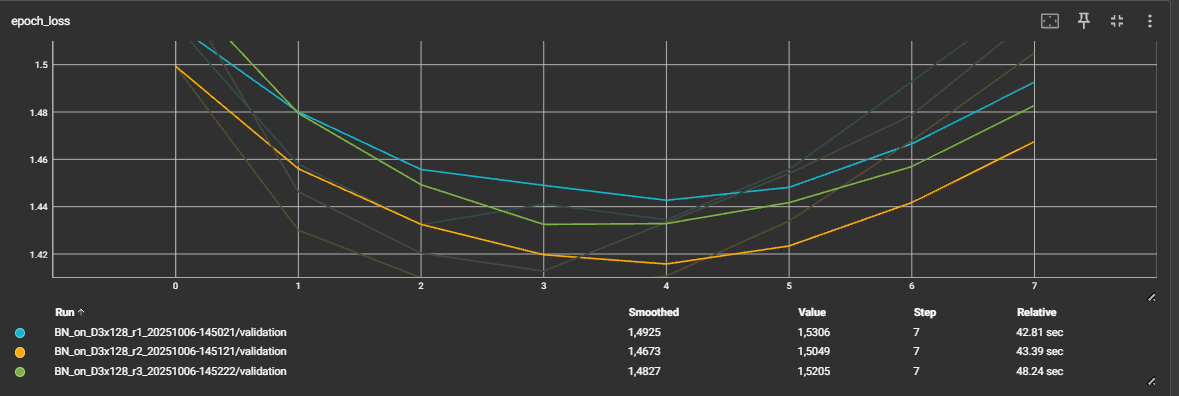 epoch_loss
1.5
1.48
1.46
1.44
1.42
0 1 2 3 4 5 6 7
Run Smoothed Value Step Relative
BN_on_D3x128_r1_20251006-145021/validation 1,4925 1,5306 7 42.81 sec
BN_on_D3x128_r2_20251006-145121/validation 1,4673 1,5049 7 43.39 sec
BN_on_D3x128_r3_20251006-145222/validation 1,4827 1,5205 7 48.24 sec